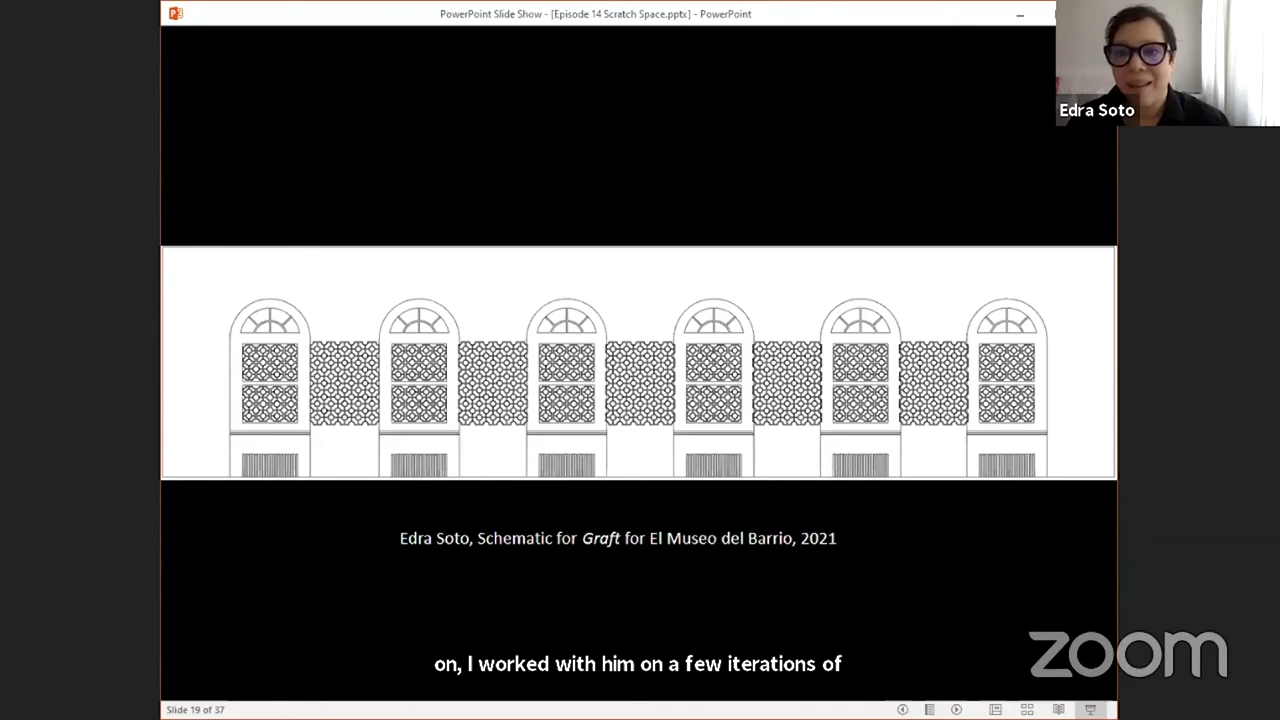 PowerPoint Slide Show - [Episode 14 Scratch Space.pptx] - PowerPoint
Edra Soto
Edra Soto, Schematic for Graft for El Museo del Barrio, 2021
on, I worked with him on a few iterations of
zoom
Slide 19 of 37